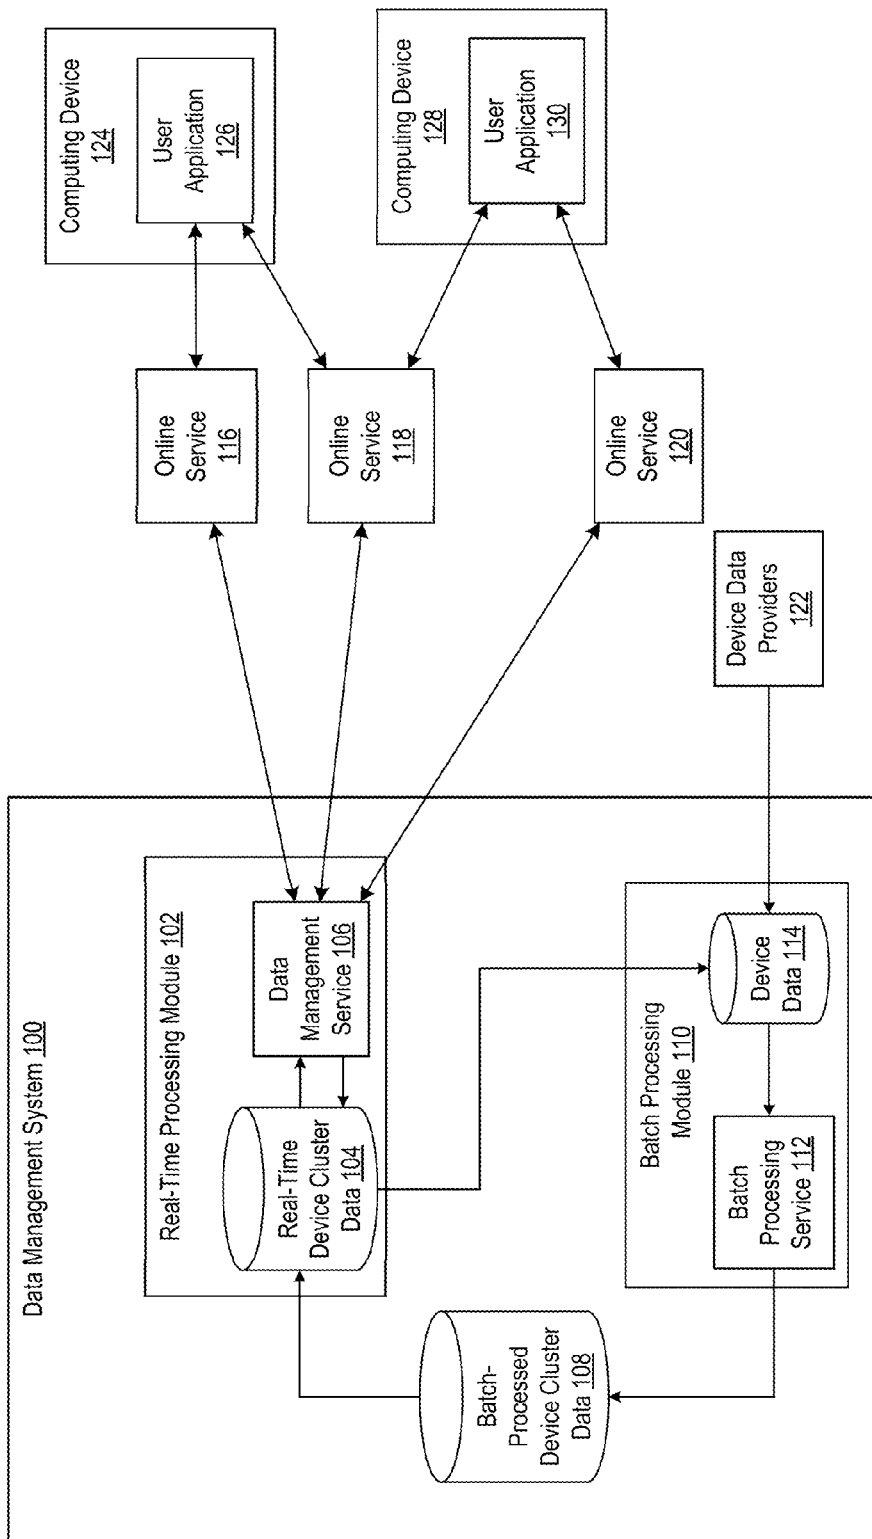 Data Management System 100
Real-Time Processing Module 102
Real-Time
Device Cluster
Data 104
Data
Management
Service 106
Batch-
Processed
Device Cluster
Data 108
Batch Processing
Module 110
Batch
Processing
Service 112
Device
Data 114
Online
Service
116
Online
Service
118
Online
Service
120
Device Data
Providers
122
Computing Device
124
User
Application
126
Computing Device
128
User
Application
130